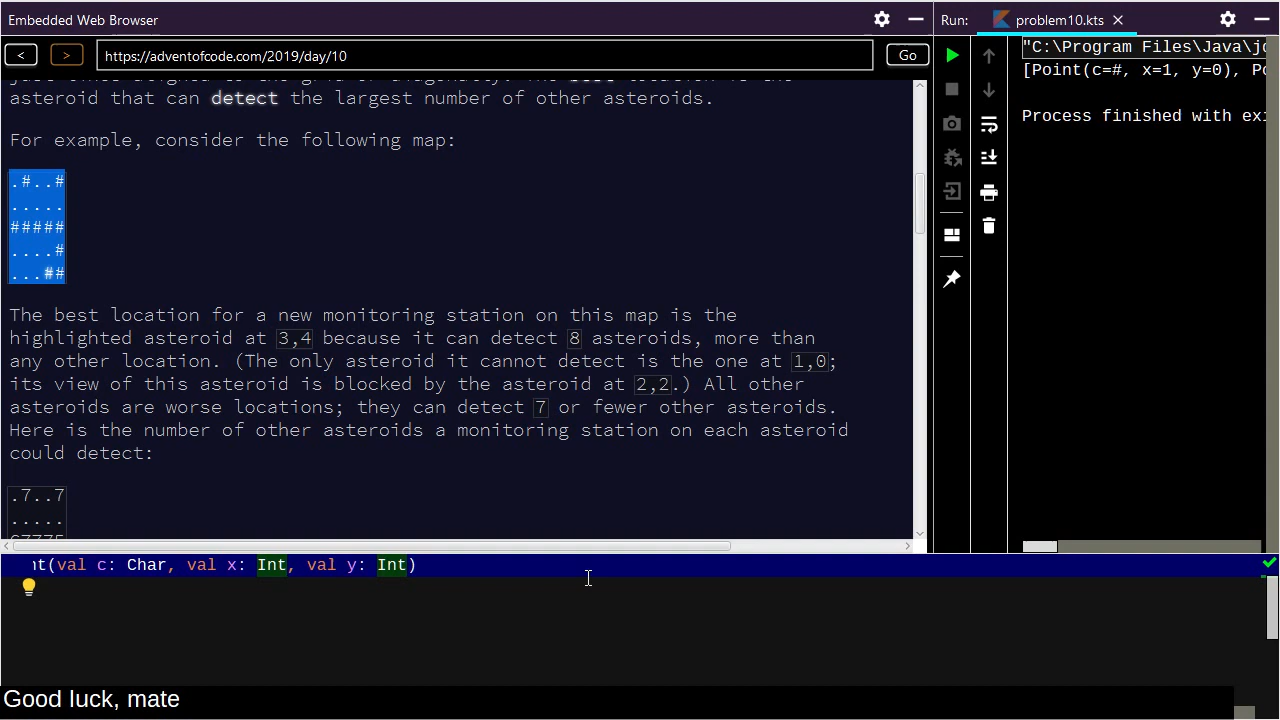 Embedded Web Browser
Run: problem10.kts
< > https://adventofcode.com/2019/day/10 Go
asteroid that can detect the largest number of other asteroids.
For example, consider the following map:
.#..#
.....
#####
....#
...##
The best location for a new monitoring station on this map is the
highlighted asteroid at 3,4 because it can detect 8 asteroids, more than
any other location. (The only asteroid it cannot detect is the one at 1,0;
its view of this asteroid is blocked by the asteroid at 2,2.) All other
asteroids are worse locations; they can detect 7 or fewer other asteroids.
Here is the number of other asteroids a monitoring station on each asteroid
could detect:
.7..7
.....
"C:\Program Files\Java\j
[Point(c=#, x=1, y=0), P
Process finished with ex
nt(val c: Char, val x: Int, val y: Int)
Good luck, mate